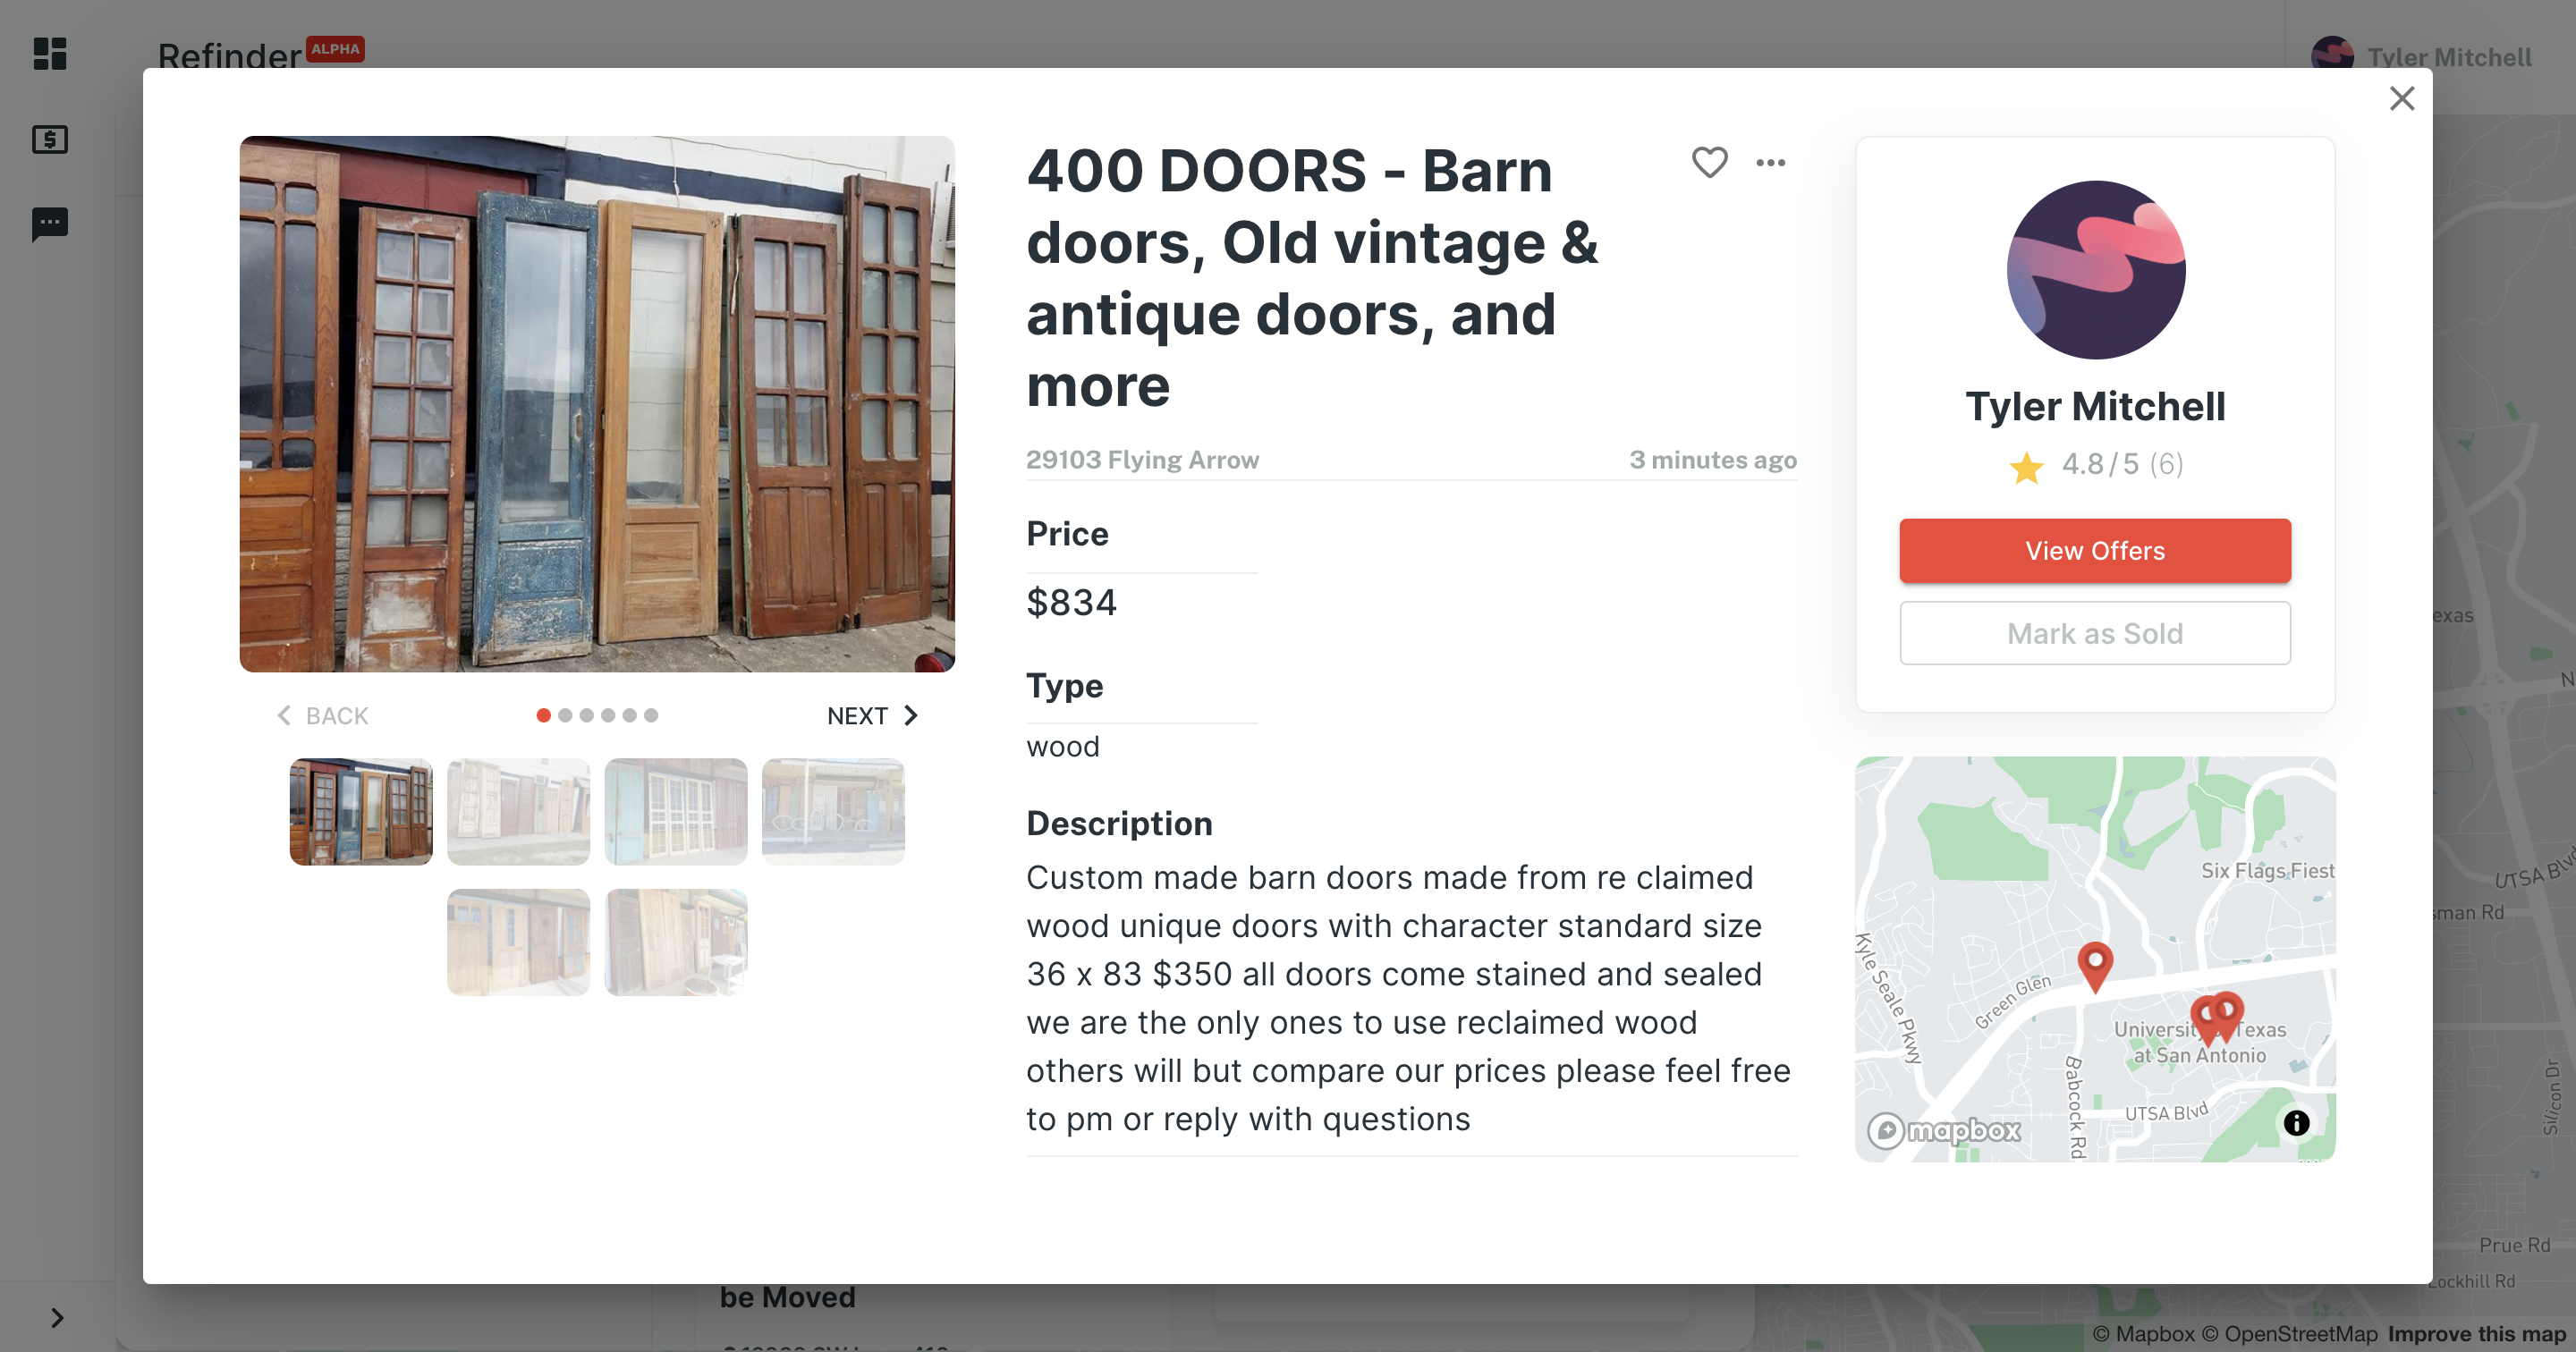 Refinder ALPHA
Tyler Mitchell
400 DOORS - Barn
doors, Old vintage &
antique doors, and
more
29103 Flying Arrow
3 minutes ago
Price
$834
Type
wood
Description
Custom made barn doors made from re claimed
wood unique doors with character standard size
36 x 83 $350 all doors come stained and sealed
we are the only ones to use reclaimed wood
others will but compare our prices please feel free
to pm or reply with questions
BACK
NEXT
Tyler Mitchell
4.8/5 (6)
View Offers
Mark as Sold
Six Flags Fiest
Kyle Seale Pkwy
Green Glen
Texas
at San Antonio
Babcock Rd
UTSA Blvd
mapbox
exas
N
UTSA Blvd
sman Rd
Silicon Dr
Prue Rd
Lockhill Rd
be Moved
© Mapbox © OpenStreetMap Improve this map